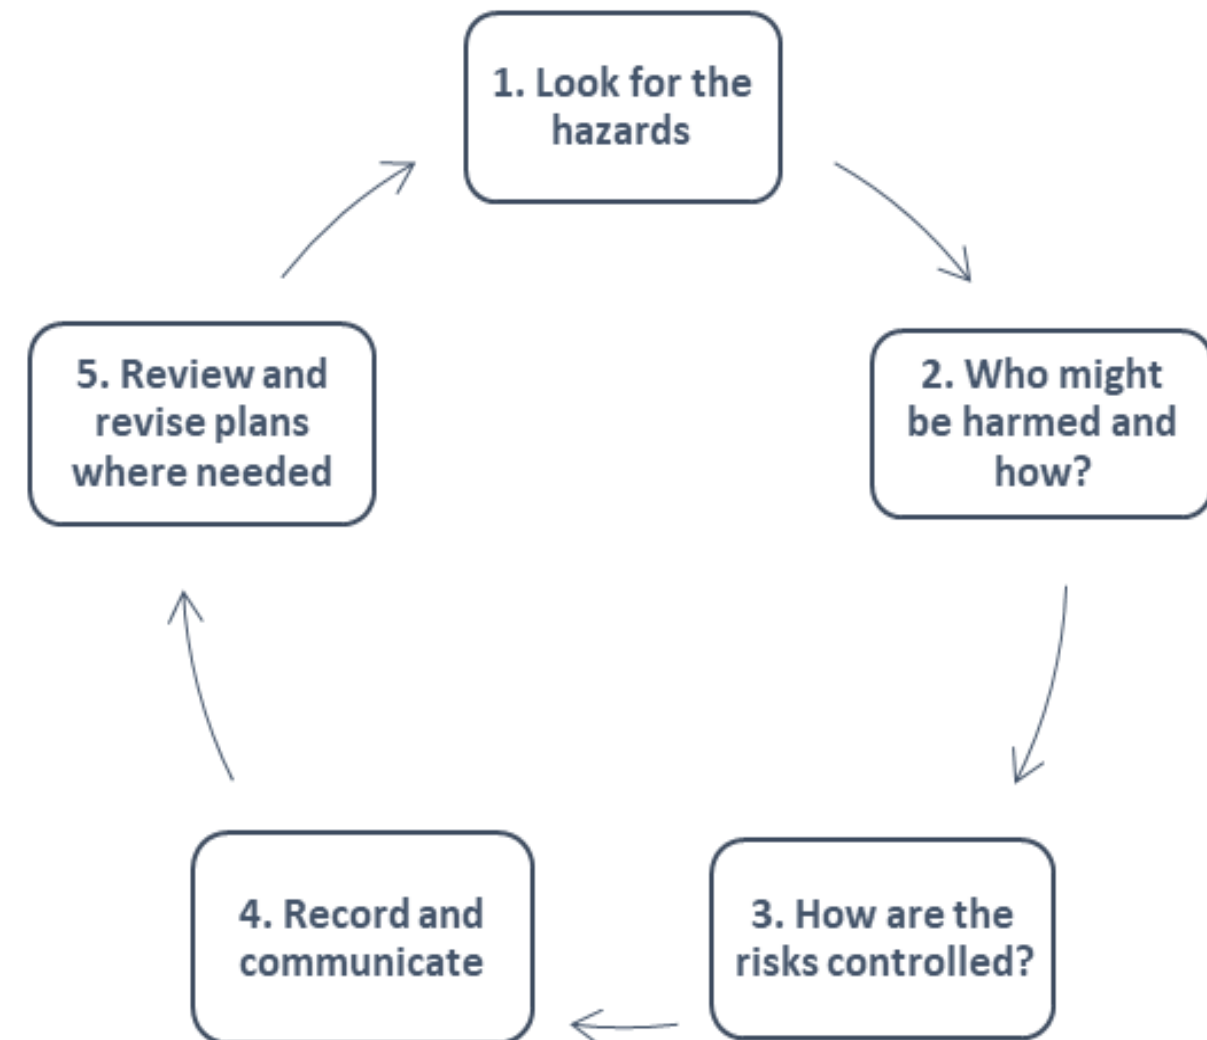 1. Look for the
hazards
2. Who might
be harmed and
how?
3. How are the
risks controlled?
4. Record and
communicate
5. Review and
revise plans
where needed